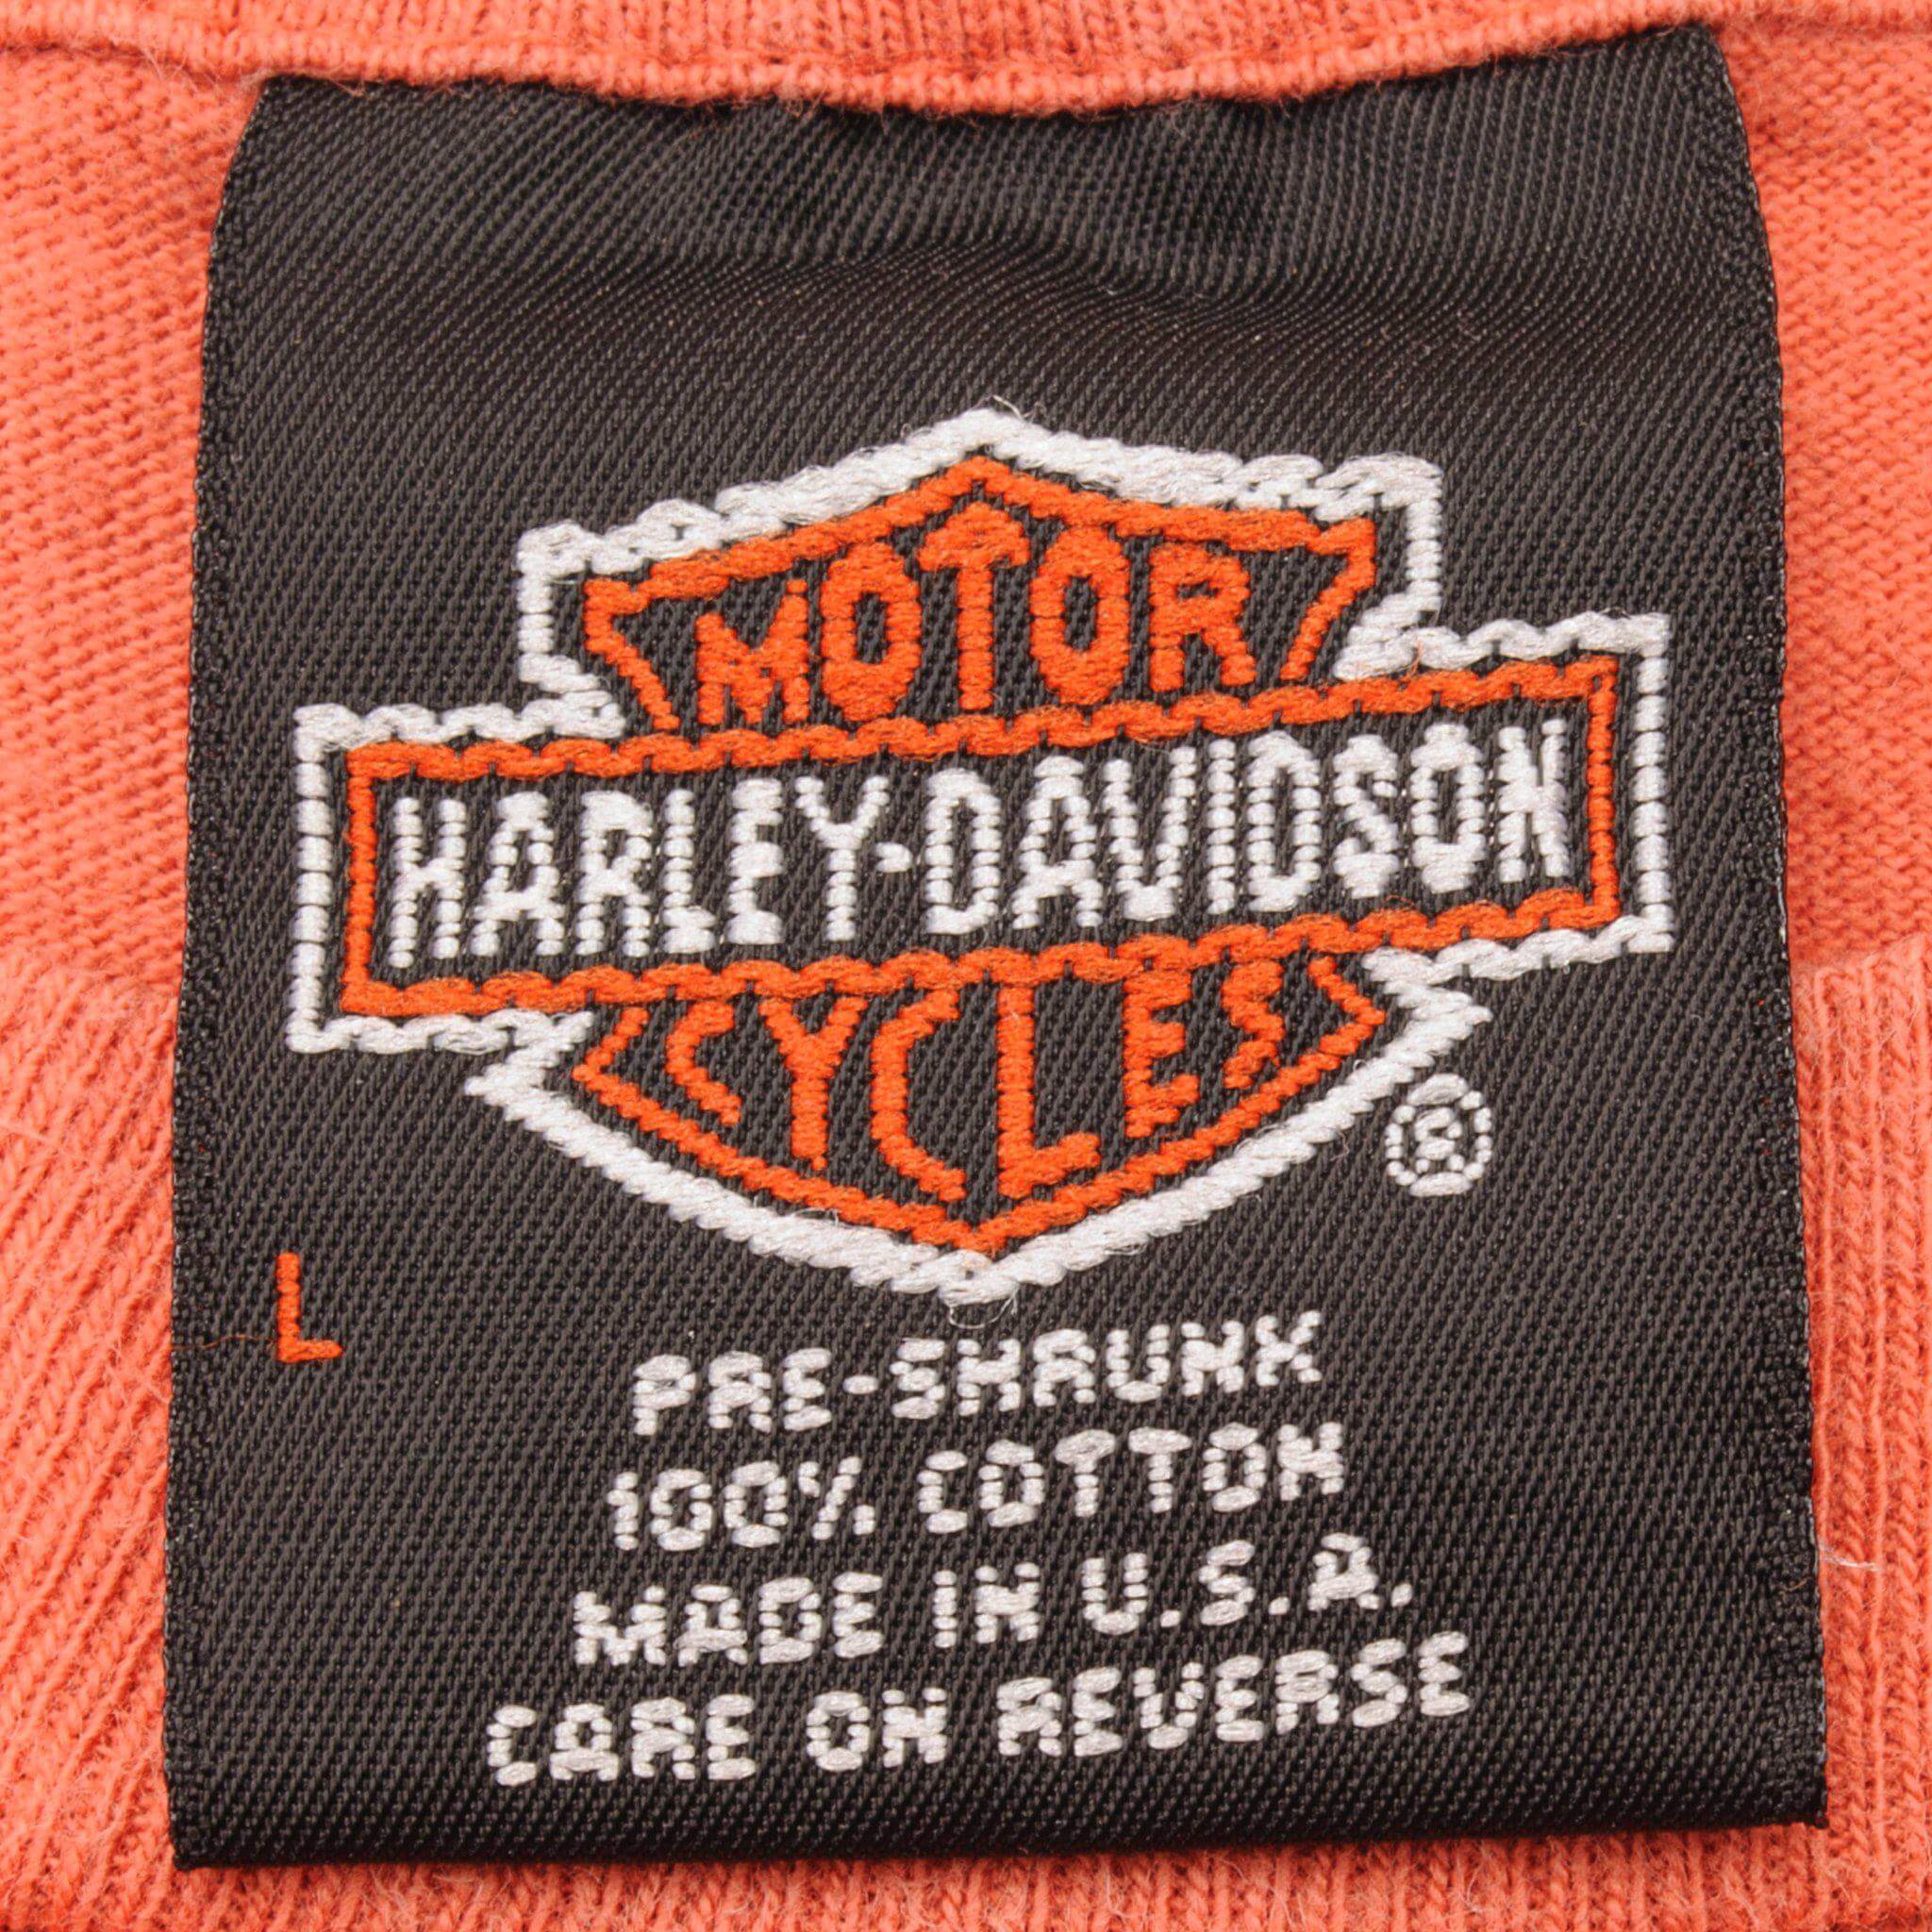 MOTOR
HARLEY-DAVIDSON
CYCLES
®
L
PRE-SHRUNK
100% COTTON
MADE IN U.S.A.
CARE ON REVERSE